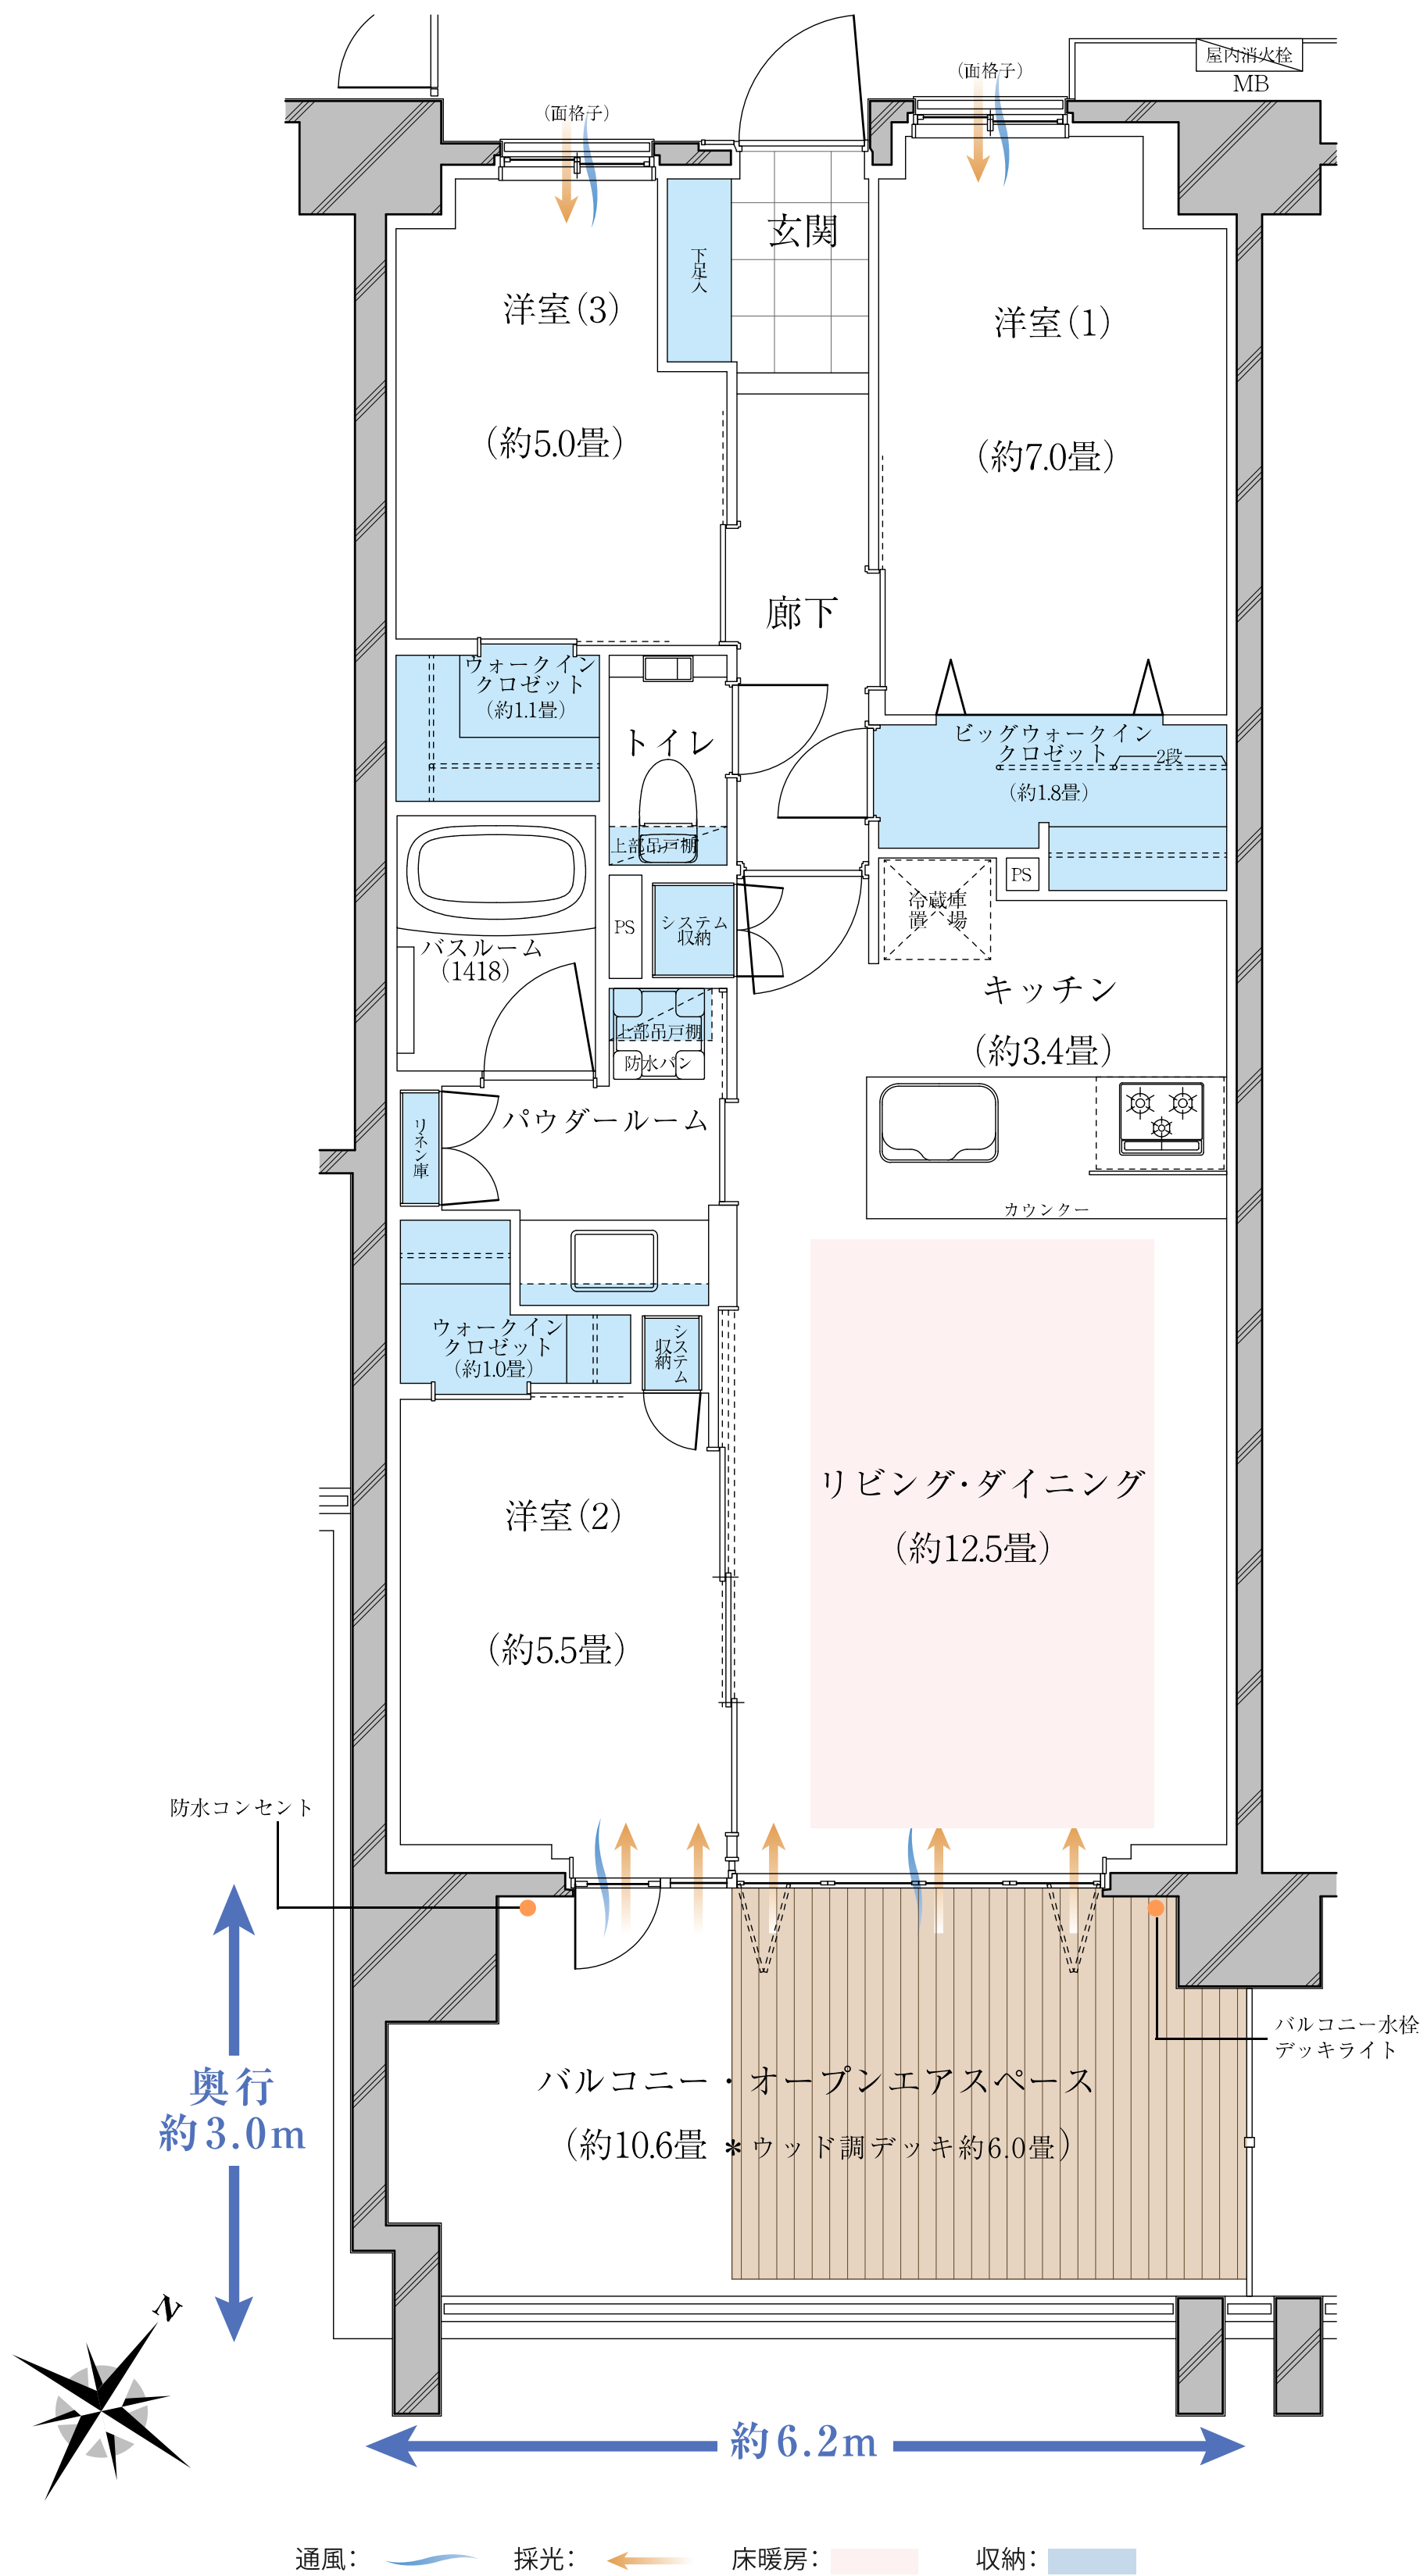 屋内消火栓
MB
(面格子)
(面格子)
玄関
下足入
洋室(3)
(約5.0畳)
洋室(1)
(約7.0畳)
廊下
ウォークイン
クロゼット
(約1.1畳)
トイレ
上部吊戸棚
ビッグウォークイン
クロゼット
2段
(約1.8畳)
PS
冷蔵庫
置場
PS
システム
収納
バスルーム
(1418)
キッチン
(約3.4畳)
上部吊戸棚
防水パン
パウダールーム
リネン庫
カウンター
ウォークイン
クロゼット
(約1.0畳)
システム
収納
リビング・ダイニング
(約12.5畳)
洋室(2)
(約5.5畳)
防水コンセント
バルコニー水栓
デッキライト
奥行
約3.0m
バルコニー・オープンエアスペース
(約10.6畳 *ウッド調デッキ約6.0畳)
N
約6.2m
通風:
採光:
床暖房:
収納: